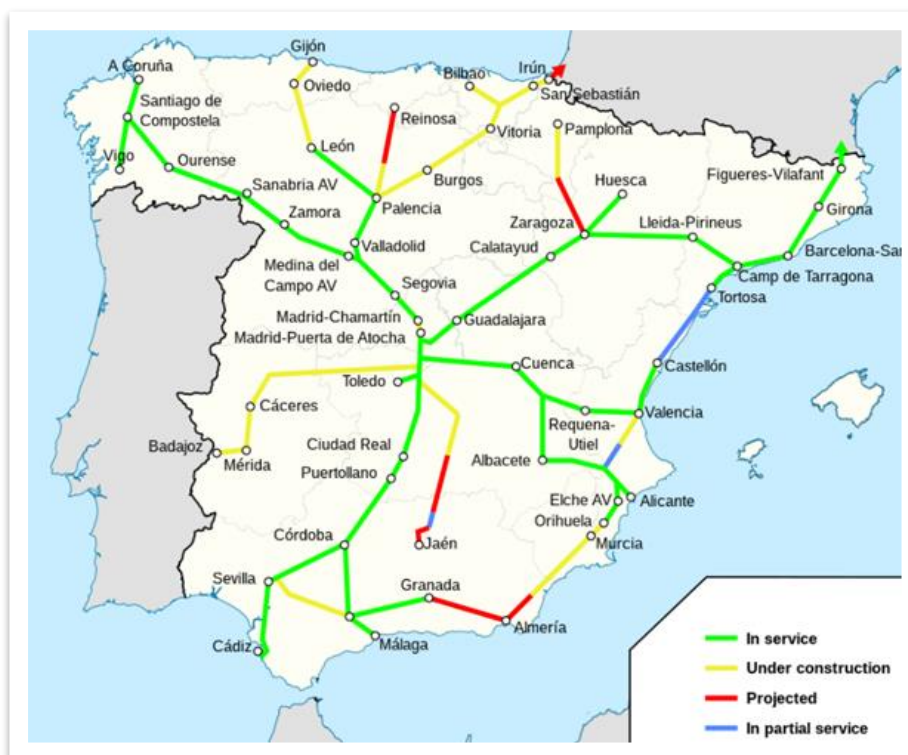 Gijón
A Coruña
Oviedo
Bilbao
Irún
San Sebastián
Santiago de
Compostela
Reinosa
Vitoria
Pamplona
León
Vigo
Ourense
Burgos
Huesca
Figueres-Vilafant
Sanabria AV
Palencia
Girona
Zamora
Zaragoza
Lleida-Pirineus
Valladolid
Calatayud
Barcelona-San
Medina del
Campo AV
Camp de Tarragona
Segovia
Tortosa
Madrid-Chamartín
Guadalajara
Madrid-Puerta de Atocha
Cuenca
Castellón
Toledo
Cáceres
Valencia
Requena-
Utiel
Badajoz
Mérida
Ciudad Real
Puertollano
Albacete
Elche AV
Alicante
Orihuela
Córdoba
Jaén
Murcia
Sevilla
Granada
Almería
Cádiz
Málaga
In service
Under construction
Projected
In partial service